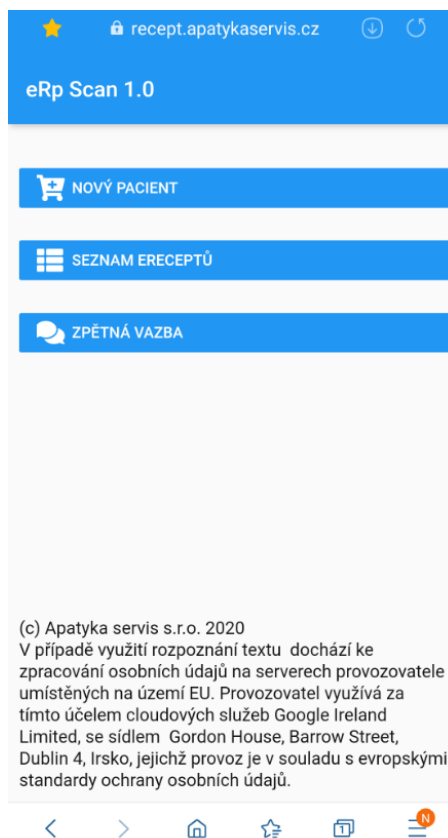 recept.apatykaservis.cz
eRp Scan 1.0
NOVÝ PACIENT
SEZNAM ERECEPTŮ
ZPĚTNÁ VAZBA
(c) Apatyka servis s.r.o. 2020
V případě využití rozpoznání textu dochází ke
zpracování osobních údajů na serverech provozovatele
umístěných na území EU. Provozovatel využívá za
tímto účelem cloudových služeb Google Ireland
Limited, se sídlem Gordon House, Barrow Street,
Dublin 4, Irsko, jejichž provoz je v souladu s evropskými
standardy ochrany osobních údajů.
1
N